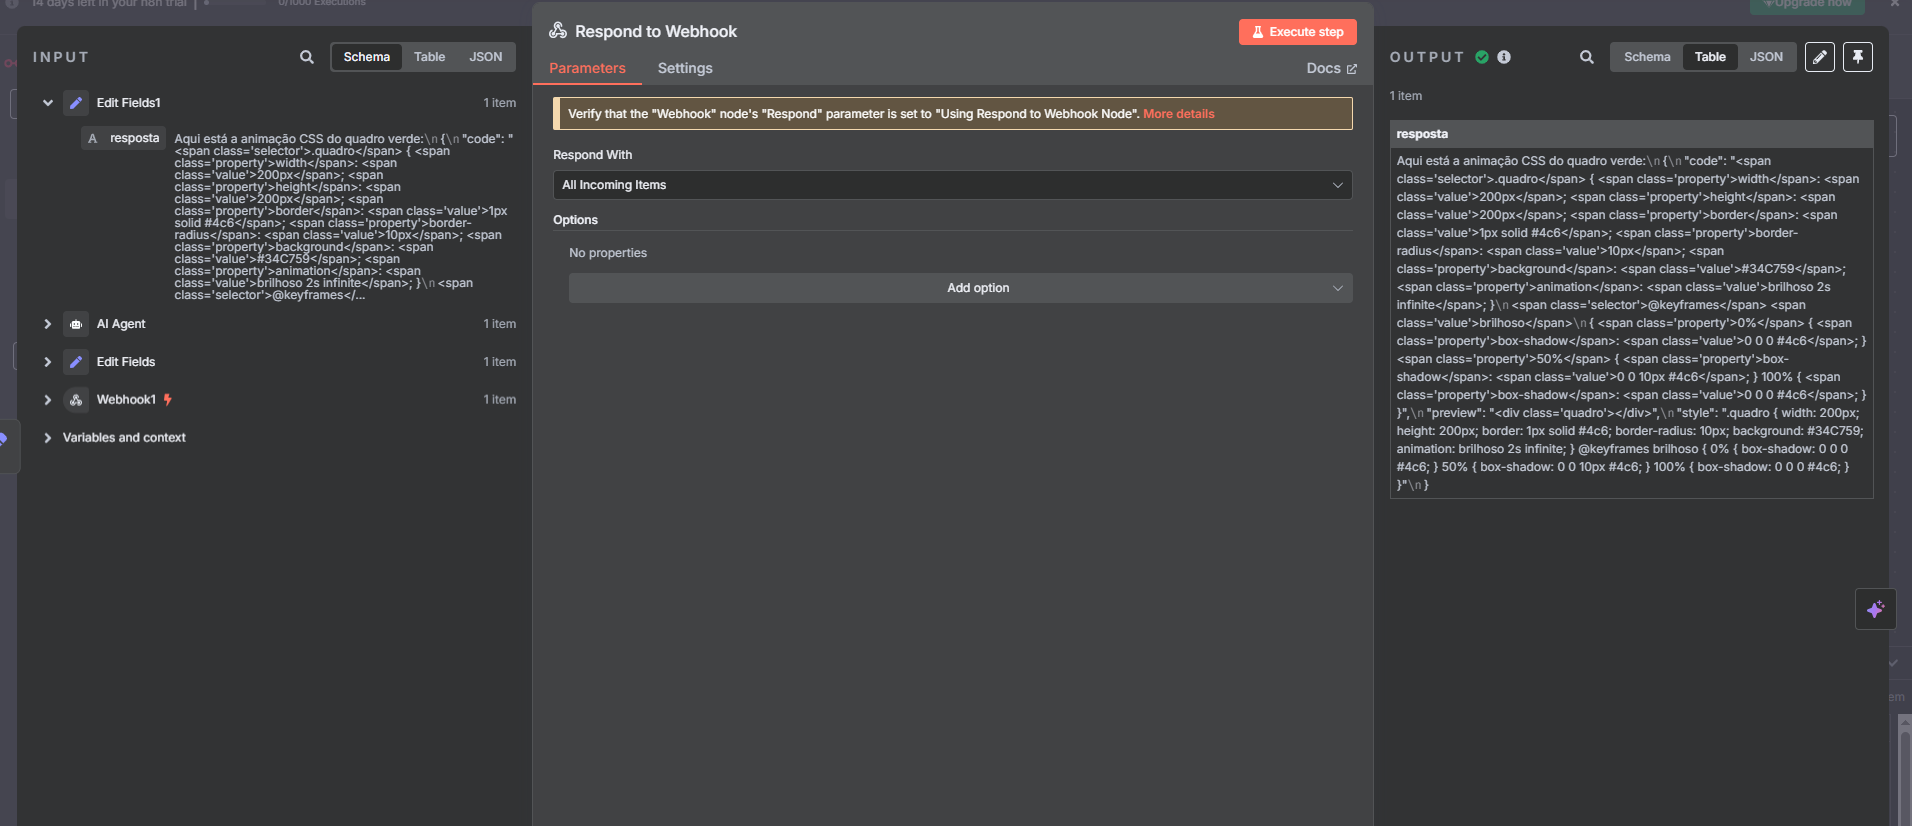 14 days left in your n8n trial
0/1000 Executions
Upgrade now
INPUT
Schema
Table
JSON
Edit Fields1
1 item
A
resposta
Aqui está a animação CSS do quadro verde:\n{\n "code": "
<span class='selector'>.quadro</span> { <span
class='property'>width</span>: <span
class='value'>200px</span>; <span
class='property'>height</span>: <span
class='value'>200px</span>; <span
class='property'>border</span>: <span class='value'>1px
solid #4c6</span>; <span class='property'>border-
radius</span>: <span class='value'>10px</span>; <span
class='property'>background</span>: <span
class='value'>#34C759</span>; <span
class='property'>animation</span>: <span
class='value'>brilhoso 2s infinite</span>; }\n <span
class='selector'>@keyframes</...
AI Agent
1 item
Edit Fields
1 item
Webhook1
1 item
Variables and context
Respond to Webhook
Execute step
Parameters
Settings
Docs
Verify that the "Webhook" node's "Respond" parameter is set to "Using Respond to Webhook Node". More details
Respond With
All Incoming Items
Options
No properties
Add option
OUTPUT
Schema
Table
JSON
1 item
resposta
Aqui está a animação CSS do quadro verde:\n{\n "code": "<span
class='selector'>.quadro</span> { <span class='property'>width</span>: <span
class='value'>200px</span>; <span class='property'>height</span>: <span
class='value'>200px</span>; <span class='property'>border</span>: <span
class='value'>1px solid #4c6</span>; <span class='property'>border-
radius</span>: <span class='value'>10px</span>; <span
class='property'>background</span>: <span class='value'>#34C759</span>;
<span class='property'>animation</span>: <span class='value'>brilhoso 2s
infinite</span>; }\n <span class='selector'>@keyframes</span> <span
class='value'>brilhoso</span>\n{ <span class='property'>0%</span> { <span
class='property'>box-shadow</span>: <span class='value'>0 0 0 #4c6</span>; }
<span class='property'>50%</span> { <span class='property'>box-
shadow</span>: <span class='value'>0 0 10px #4c6</span>; } 100% { <span
class='property'>box-shadow</span>: <span class='value'>0 0 0 #4c6</span>; }
}",\n "preview": "<div class='quadro'></div>",\n "style": ".quadro { width: 200px;
height: 200px; border: 1px solid #4c6; border-radius: 10px; background: #34C759;
animation: brilhoso 2s infinite; } @keyframes brilhoso { 0% { box-shadow: 0 0 0
#4c6; } 50% { box-shadow: 0 0 10px #4c6; } 100% { box-shadow: 0 0 0 #4c6; }
}"\n}